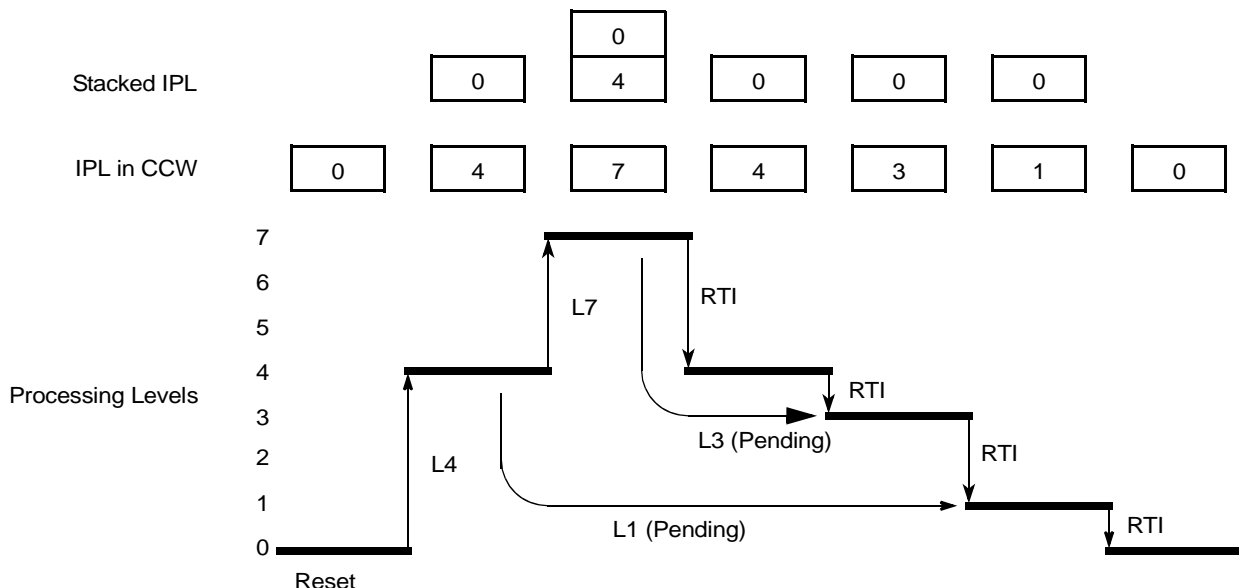 0
Stacked IPL 0 4 0 0 0
IPL in CCW 0 4 7 4 3 1 0
7
6
RTI
L7
5
4
Processing Levels
RTI
3
L3 (Pending)
L4
2
RTI
1
L1 (Pending)
RTI
0
Reset